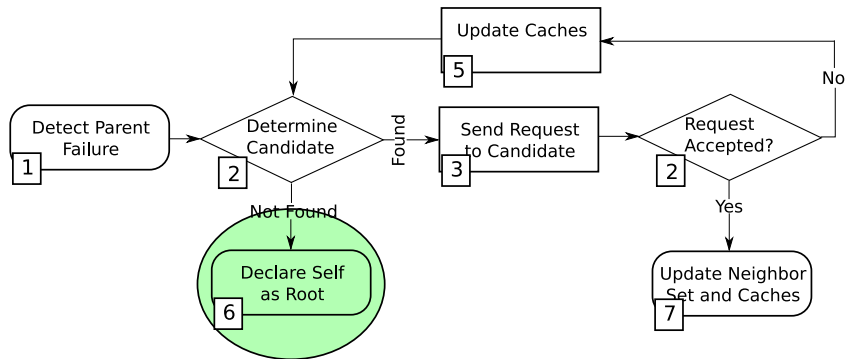 Update Caches
5
No
Detect Parent
Failure
1
Determine
Candidate
2
Found
Send Request
to Candidate
3
Request
Accepted?
2
Not Found
Yes
Declare Self
as Root
6
Update Neighbor
Set and Caches
7